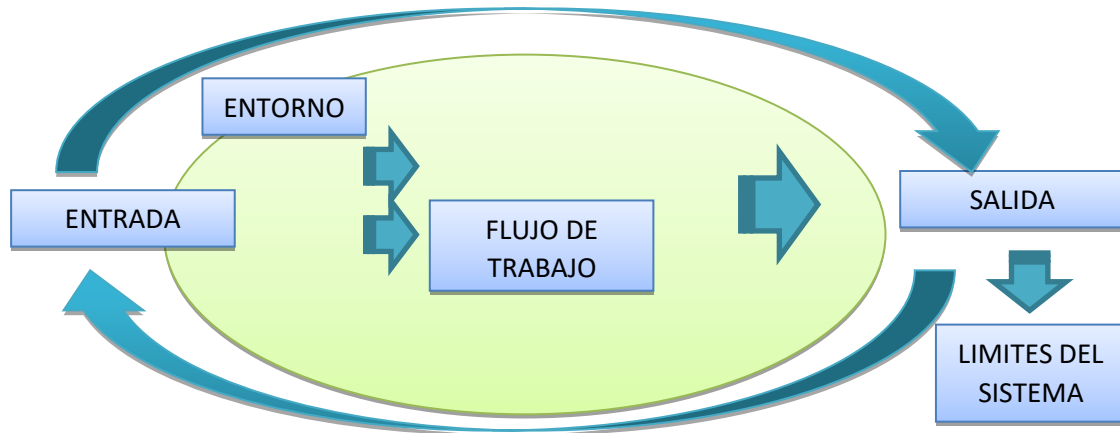 ENTORNO
ENTRADA
FLUJO DE
TRABAJO
SALIDA
LIMITES DEL
SISTEMA